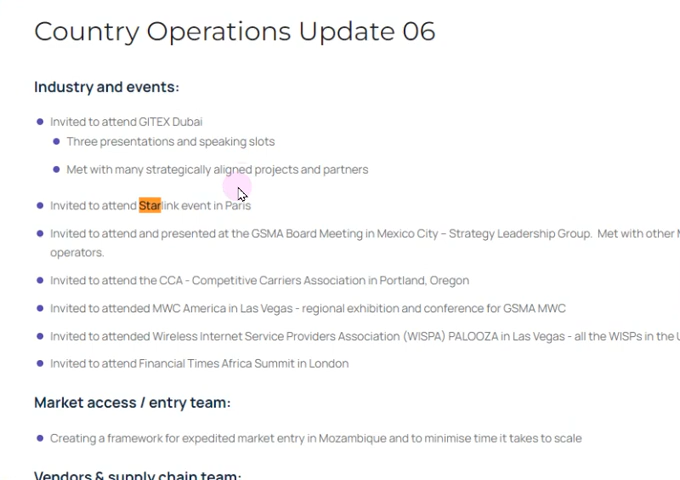 Country Operations Update 06
Industry and events:
Invited to attend GITEX Dubai
Three presentations and speaking slots
Met with many strategically aligned projects and partners
Invited to attend Starlink event in Paris
Invited to attend and presented at the GSMA Board Meeting in Mexico City – Strategy Leadership Group. Met with other
operators.
Invited to attend the CCA - Competitive Carriers Association in Portland, Oregon
Invited to attended MWC America in Las Vegas - regional exhibition and conference for GSMA MWC
Invited to attended Wireless Internet Service Providers Association (WISPA) PALOOZA in Las Vegas - all the WISPs in the
Invited to attend Financial Times Africa Summit in London
Market access / entry team:
Creating a framework for expedited market entry in Mozambique and to minimise time it takes to scale
Vendors & supply chain team: